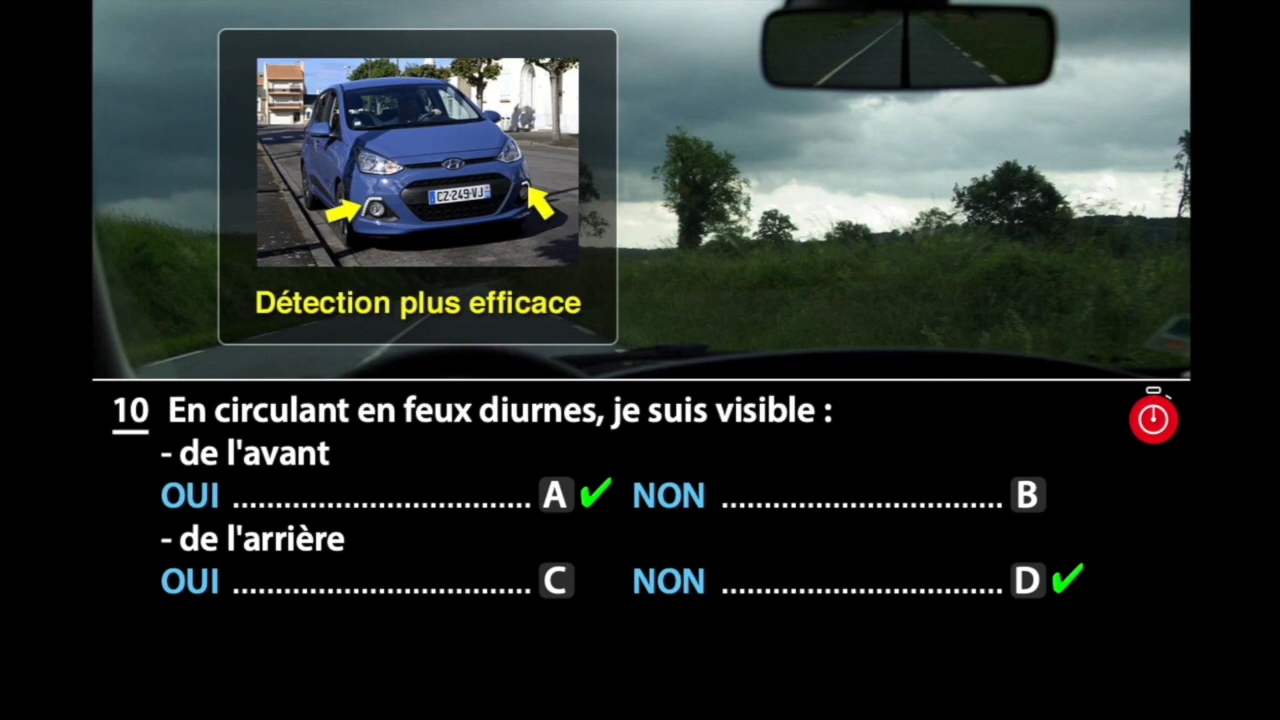 CZ-249-VJ
Détection plus efficace
10 En circulant en feux diurnes, je suis visible :
- de l'avant
OUI ................................... A NON ................................. B
- de l'arrière
OUI ................................... C NON ................................. D